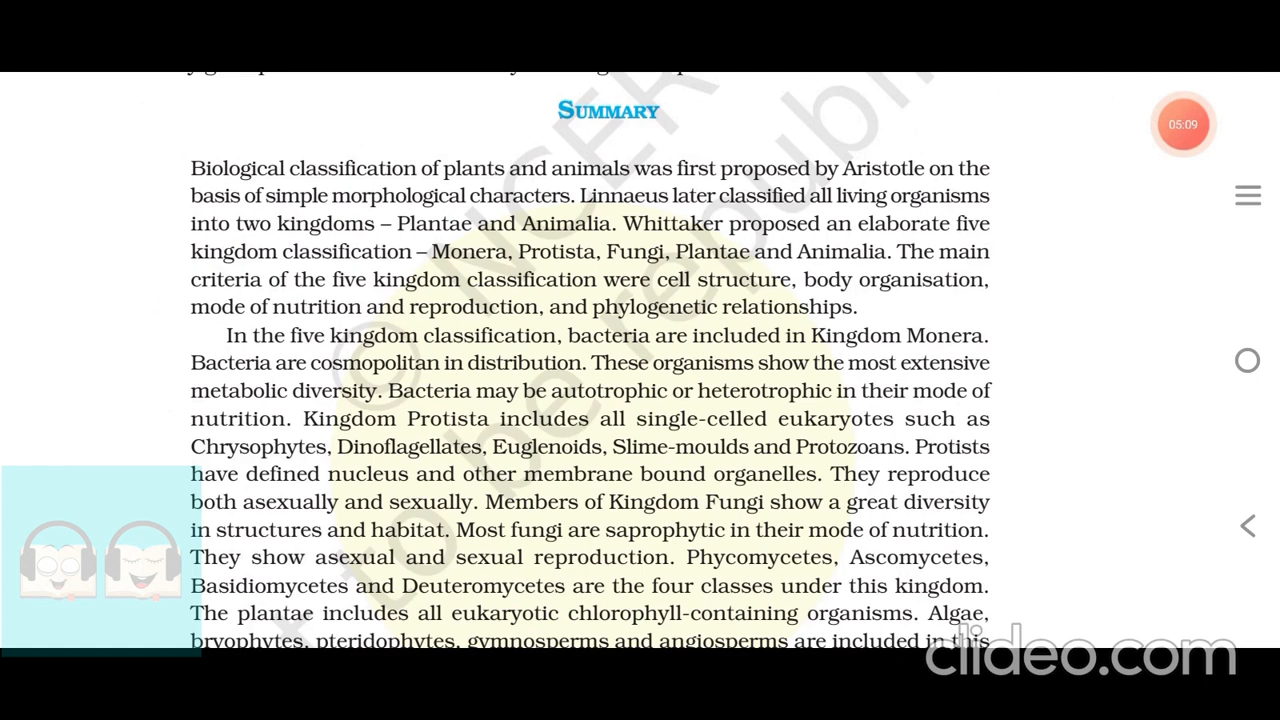 SUMMARY
05:09
Biological classification of plants and animals was first proposed by Aristotle on the
basis of simple morphological characters. Linnaeus later classified all living organisms
into two kingdoms – Plantae and Animalia. Whittaker proposed an elaborate five
kingdom classification – Monera, Protista, Fungi, Plantae and Animalia. The main
criteria of the five kingdom classification were cell structure, body organisation,
mode of nutrition and reproduction, and phylogenetic relationships.
In the five kingdom classification, bacteria are included in Kingdom Monera.
Bacteria are cosmopolitan in distribution. These organisms show the most extensive
metabolic diversity. Bacteria may be autotrophic or heterotrophic in their mode of
nutrition. Kingdom Protista includes all single-celled eukaryotes such as
Chrysophytes, Dinoflagellates, Euglenoids, Slime-moulds and Protozoans. Protists
have defined nucleus and other membrane bound organelles. They reproduce
both asexually and sexually. Members of Kingdom Fungi show a great diversity
in structures and habitat. Most fungi are saprophytic in their mode of nutrition.
They show asexual and sexual reproduction. Phycomycetes, Ascomycetes,
Basidiomycetes and Deuteromycetes are the four classes under this kingdom.
The plantae includes all eukaryotic chlorophyll-containing organisms. Algae,
bryophytes, pteridophytes, gymnosperms and angiosperms are included in this
© NCER
to be republi
clideo.com